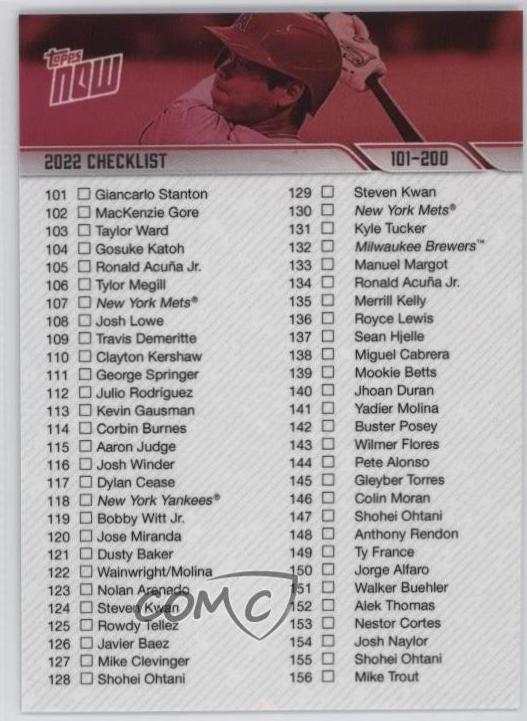 topps
NOW
2022 CHECKLIST
101-200
101 Giancarlo Stanton
102 MacKenzie Gore
103 Taylor Ward
104 Gosuke Katoh
105 Ronald Acuña Jr.
106 Tylor Megill
107 New York Mets®
108 Josh Lowe
109 Travis Demeritte
110 Clayton Kershaw
111 George Springer
112 Julio Rodríguez
113 Kevin Gausman
114 Corbin Burnes
115 Aaron Judge
116 Josh Winder
117 Dylan Cease
118 New York Yankees®
119 Bobby Witt Jr.
120 Jose Miranda
121 Dusty Baker
122 Wainwright/Molina
123 Nolan Arenado
124 Steven Kwan
125 Rowdy Tellez
126 Javier Baez
127 Mike Clevinger
128 Shohei Ohtani
129 Steven Kwan
130 New York Mets®
131 Kyle Tucker
132 Milwaukee Brewers™
133 Manuel Margot
134 Ronald Acuña Jr.
135 Merrill Kelly
136 Royce Lewis
137 Sean Hjelle
138 Miguel Cabrera
139 Mookie Betts
140 Jhoan Duran
141 Yadier Molina
142 Buster Posey
143 Wilmer Flores
144 Pete Alonso
145 Gleyber Torres
146 Colin Moran
147 Shohei Ohtani
148 Anthony Rendon
149 Ty France
150 Jorge Alfaro
151 Walker Buehler
152 Alek Thomas
153 Nestor Cortes
154 Josh Naylor
155 Shohei Ohtani
156 Mike Trout
COMC